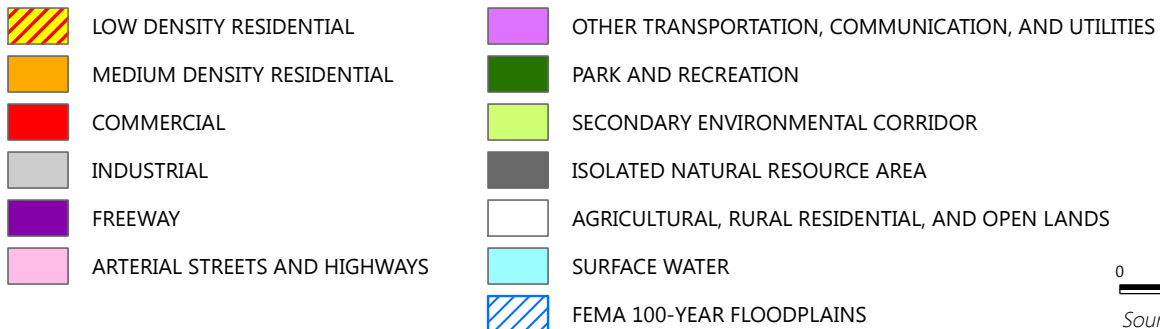 LOW DENSITY RESIDENTIAL
MEDIUM DENSITY RESIDENTIAL
COMMERCIAL
INDUSTRIAL
FREEWAY
ARTERIAL STREETS AND HIGHWAYS
OTHER TRANSPORTATION, COMMUNICATION, AND UTILITIES
PARK AND RECREATION
SECONDARY ENVIRONMENTAL CORRIDOR
ISOLATED NATURAL RESOURCE AREA
AGRICULTURAL, RURAL RESIDENTIAL, AND OPEN LANDS
SURFACE WATER
FEMA 100-YEAR FLOODPLAINS
0